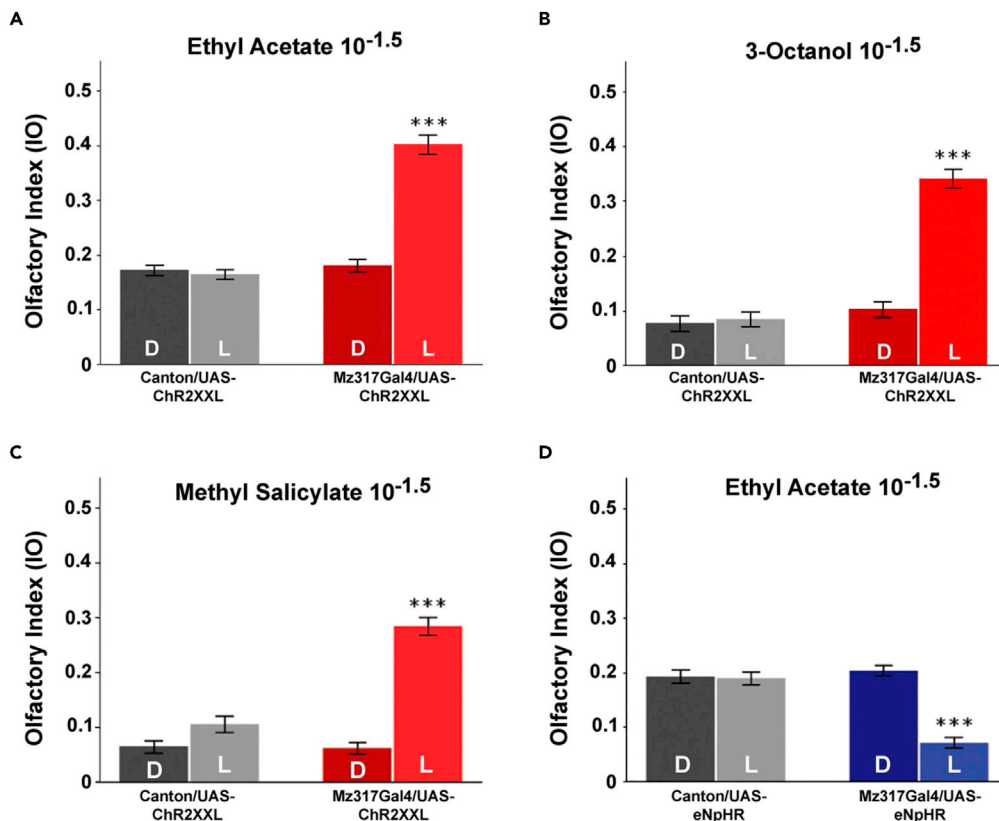 A
Ethyl Acetate 10-1.5
Olfactory Index (IO)
0.5
0.4
0.3
0.2
0.1
0
***
D
L
D
L
Canton/UAS-
ChR2XXL
Mz317Gal4/UAS-
ChR2XXL
B
3-Octanol 10-1.5
Olfactory Index (IO)
0.5
0.4
0.3
0.2
0.1
0
***
D
L
D
L
Canton/UAS-
ChR2XXL
Mz317Gal4/UAS-
ChR2XXL
C
Methyl Salicylate 10-1.5
Olfactory Index (IO)
0.5
0.4
0.3
0.2
0.1
0
***
D
L
D
L
Canton/UAS-
ChR2XXL
Mz317Gal4/UAS-
ChR2XXL
D
Ethyl Acetate 10-1.5
Olfactory Index (IO)
0.5
0.4
0.3
0.2
0.1
0
***
D
L
D
L
Canton/UAS-
eNpHR
Mz317Gal4/UAS-
eNpHR